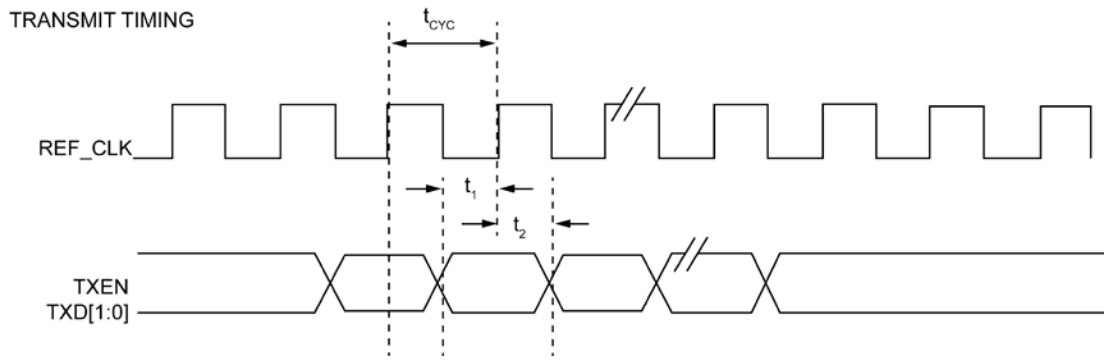 TRANSMIT TIMING
tCYC
REF_CLK
t1
t2
TXEN
TXD[1:0]